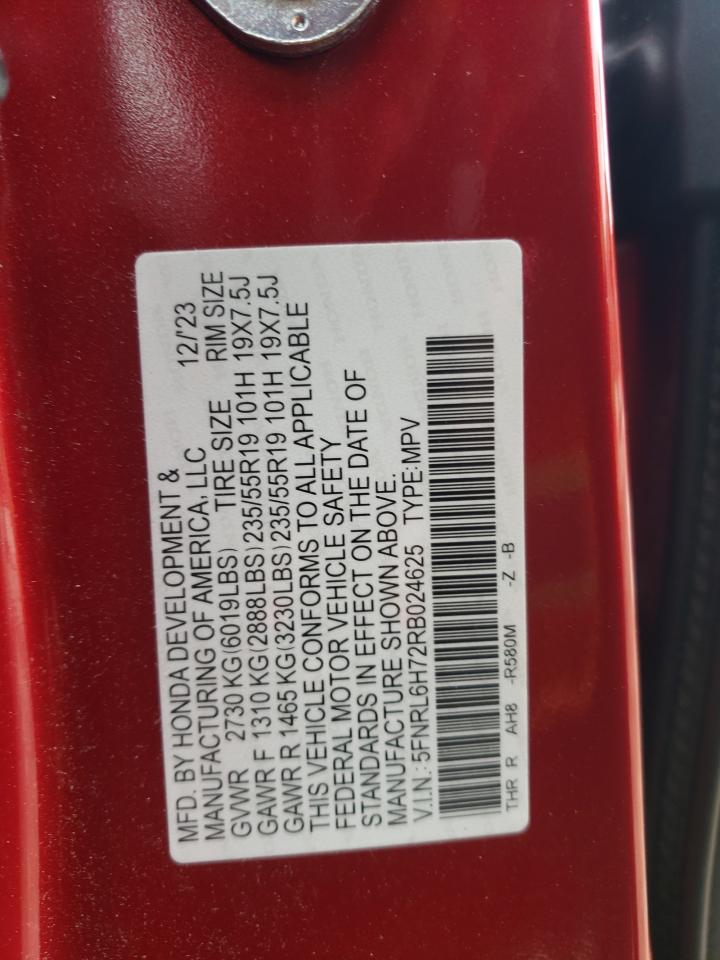 MFD. BY HONDA DEVELOPMENT &
MANUFACTURING OF AMERICA, LLC 12/'23
GVWR 2730 KG(6019LBS) TIRE SIZE RIM SIZE
GAWR F 1310 KG(2888LBS)235/55R19 101H 19X7.5J
GAWR R 1465 KG(3230LBS)235/55R19 101H 19X7.5J
THIS VEHICLE CONFORMS TO ALL APPLICABLE
FEDERAL MOTOR VEHICLE SAFETY
STANDARDS IN EFFECT ON THE DATE OF
MANUFACTURE SHOWN ABOVE.
V.I.N.:5FNRL6H72RB024625 TYPE:MPV
THR R AH8 -R580M -Z -B